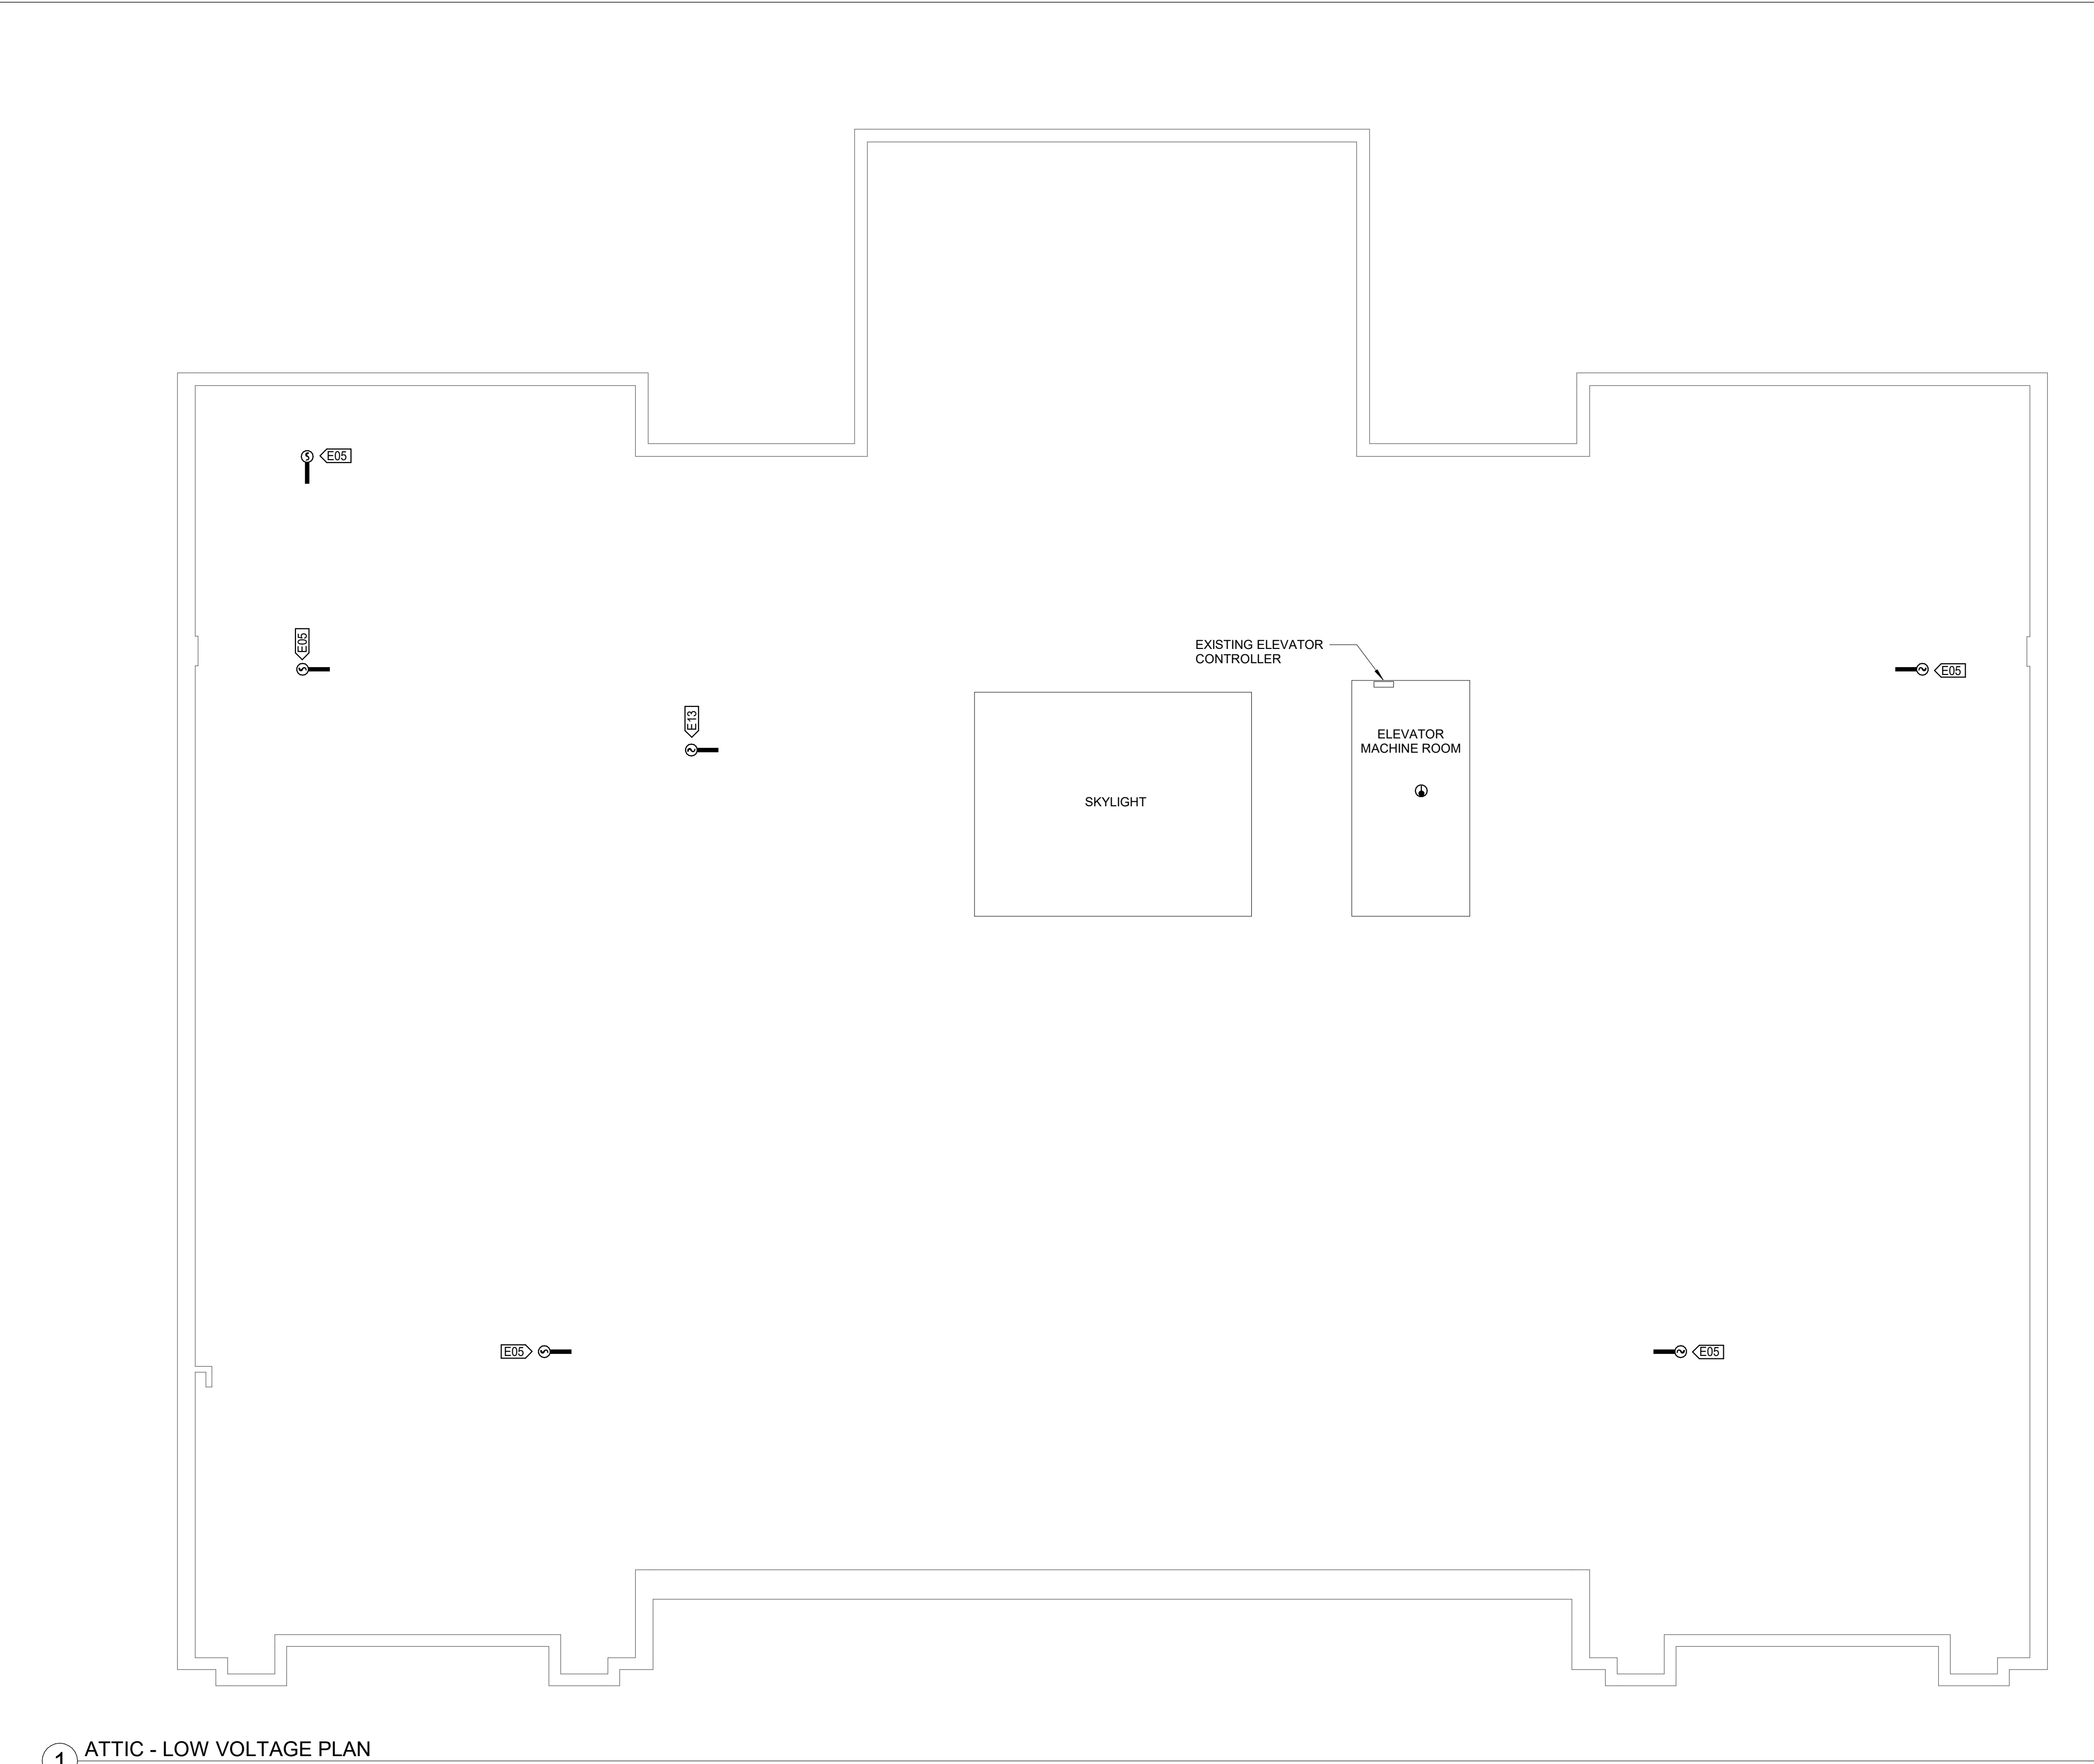 E05
E05
EXISTING ELEVATOR
CONTROLLER
E05
E13
ELEVATOR
MACHINE ROOM
SKYLIGHT
E05
E05
1
ATTIC - LOW VOLTAGE PLAN